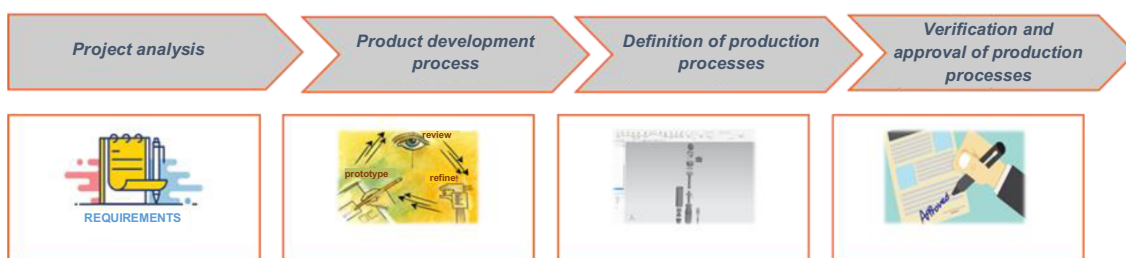 Project analysis
Product development
process
Definition of production
processes
Verification and
approval of production
processes
REQUIREMENTS
review
prototype
refine!
Approved